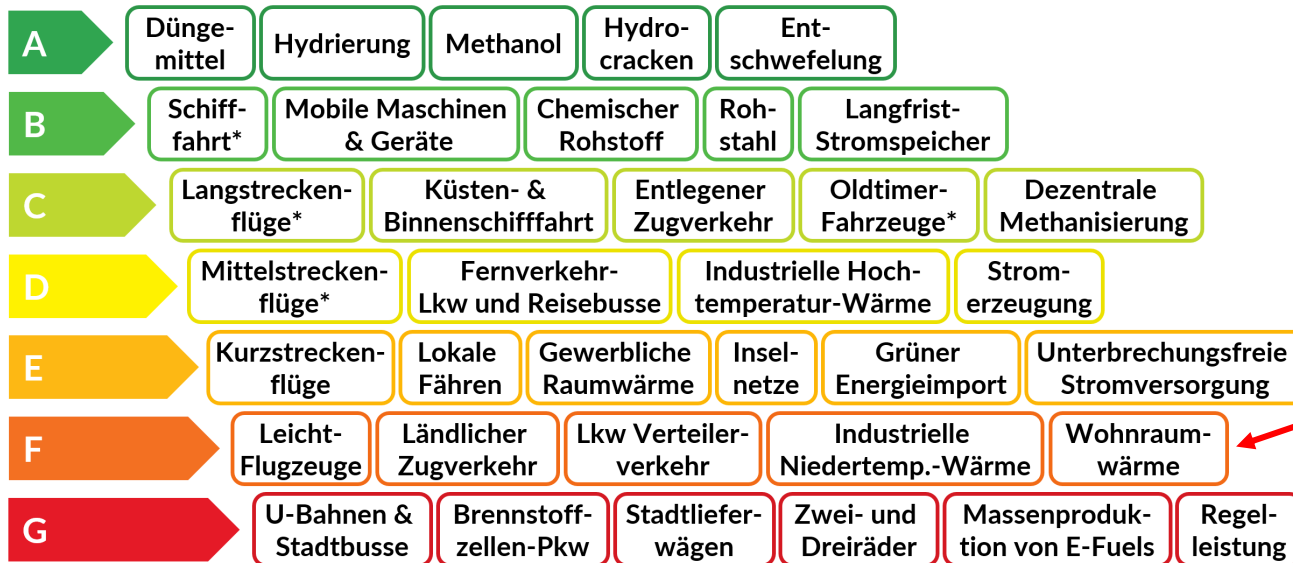 A
Dünge-
mittel
Hydrierung
Methanol
Hydro-
cracken
Ent-
schwefelung
B
Schiff-
fahrt*
Mobile Maschinen
& Geräte
Chemischer
Rohstoff
Roh-
stahl
Langfrist-
Stromspeicher
C
Langstrecken-
flüge*
Küsten- &
Binnenschifffahrt
Entlegener
Zugverkehr
Oldtimer-
Fahrzeuge*
Dezentrale
Methanisierung
D
Mittelstrecken-
flüge*
Fernverkehr-
Lkw und Reisebusse
Industrielle Hoch-
temperatur-Wärme
Strom-
erzeugung
E
Kurzstrecken-
flüge
Lokale
Fähren
Gewerbliche
Raumwärme
Insel-
netze
Grüner
Energieimport
Unterbrechungsfreie
Stromversorgung
F
Leicht-
Flugzeuge
Ländlicher
Zugverkehr
Lkw Verteiler-
verkehr
Industrielle
Niedertemp.-Wärme
Wohnraum-
wärme
G
U-Bahnen &
Stadtbusse
Brennstoff-
zellen-Pkw
Stadtliefer-
wägen
Zwei- und
Dreiräder
Massenproduk-
tion von E-Fuels
Regel-
leistung